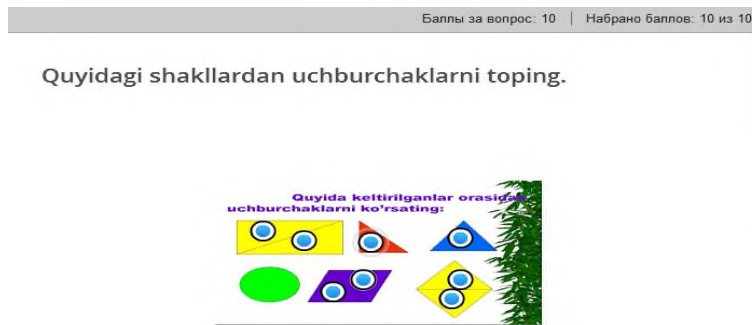 Баллы за вопрос: 10 | Набрано баллов: 10 из 10
Quyidagi shakllardan uchburchaklarni toping.
Quyida keltirilganlar orasidan
uchburchaklarni ko'rsating: